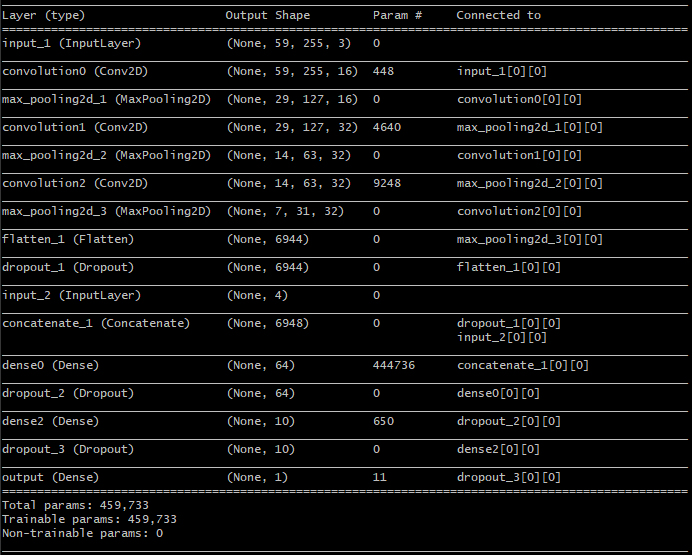 Layer (type) Output Shape Param # Connected to
input_1 (InputLayer) (None, 59, 255, 3) 0
convolution0 (Conv2D) (None, 59, 255, 16) 448 input_1[0][0]
max_pooling2d_1 (MaxPooling2D) (None, 29, 127, 16) 0 convolution0[0][0]
convolution1 (Conv2D) (None, 29, 127, 32) 4640 max_pooling2d_1[0][0]
max_pooling2d_2 (MaxPooling2D) (None, 14, 63, 32) 0 convolution1[0][0]
convolution2 (Conv2D) (None, 14, 63, 32) 9248 max_pooling2d_2[0][0]
max_pooling2d_3 (MaxPooling2D) (None, 7, 31, 32) 0 convolution2[0][0]
flatten_1 (Flatten) (None, 6944) 0 max_pooling2d_3[0][0]
dropout_1 (Dropout) (None, 6944) 0 flatten_1[0][0]
input_2 (InputLayer) (None, 4) 0
concatenate_1 (Concatenate) (None, 6948) 0 dropout_1[0][0]
input_2[0][0]
dense0 (Dense) (None, 64) 444736 concatenate_1[0][0]
dropout_2 (Dropout) (None, 64) 0 dense0[0][0]
dense2 (Dense) (None, 10) 650 dropout_2[0][0]
dropout_3 (Dropout) (None, 10) 0 dense2[0][0]
output (Dense) (None, 1) 11 dropout_3[0][0]
Total params: 459,733
Trainable params: 459,733
Non-trainable params: 0